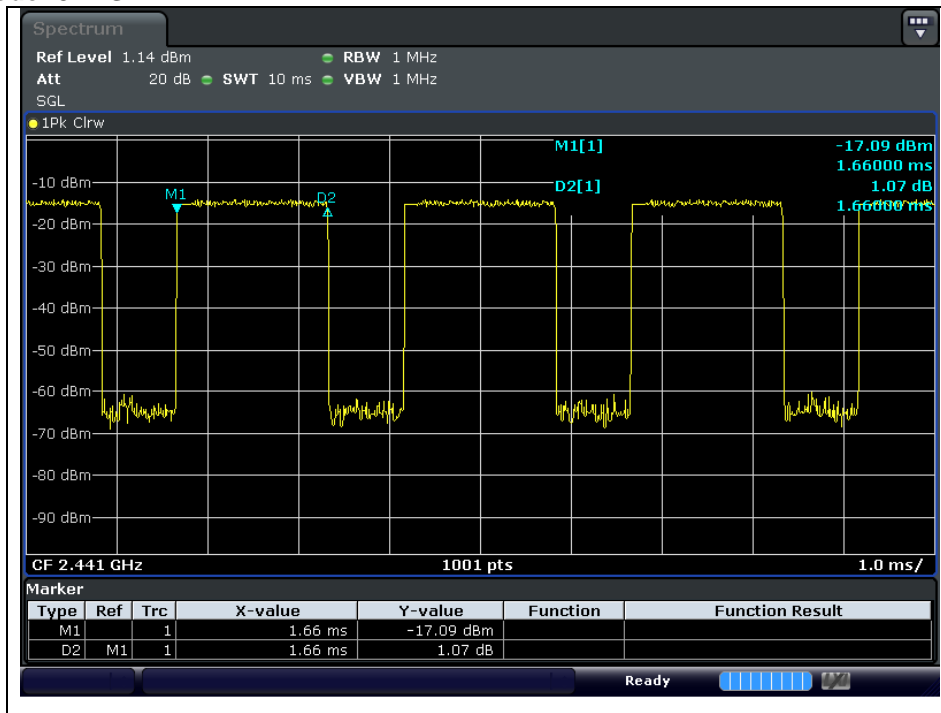 Spectrum
Ref Level 1.14 dBm RBW 1 MHz
Att 20 dB SWT 10 ms VBW 1 MHz
SGL
1Pk Clrw
M1[1] -17.09 dBm
1.66000 ms
D2[1] 1.07 dB
1.66000 ms
-10 dBm
M1
D2
-20 dBm
-30 dBm
-40 dBm
-50 dBm
-60 dBm
-70 dBm
-80 dBm
-90 dBm
CF 2.441 GHz 1001 pts 1.0 ms/
Marker
Type Ref Trc X-value Y-value Function Function Result
M1 1 1.66 ms -17.09 dBm
D2 M1 1 1.66 ms 1.07 dB
Ready